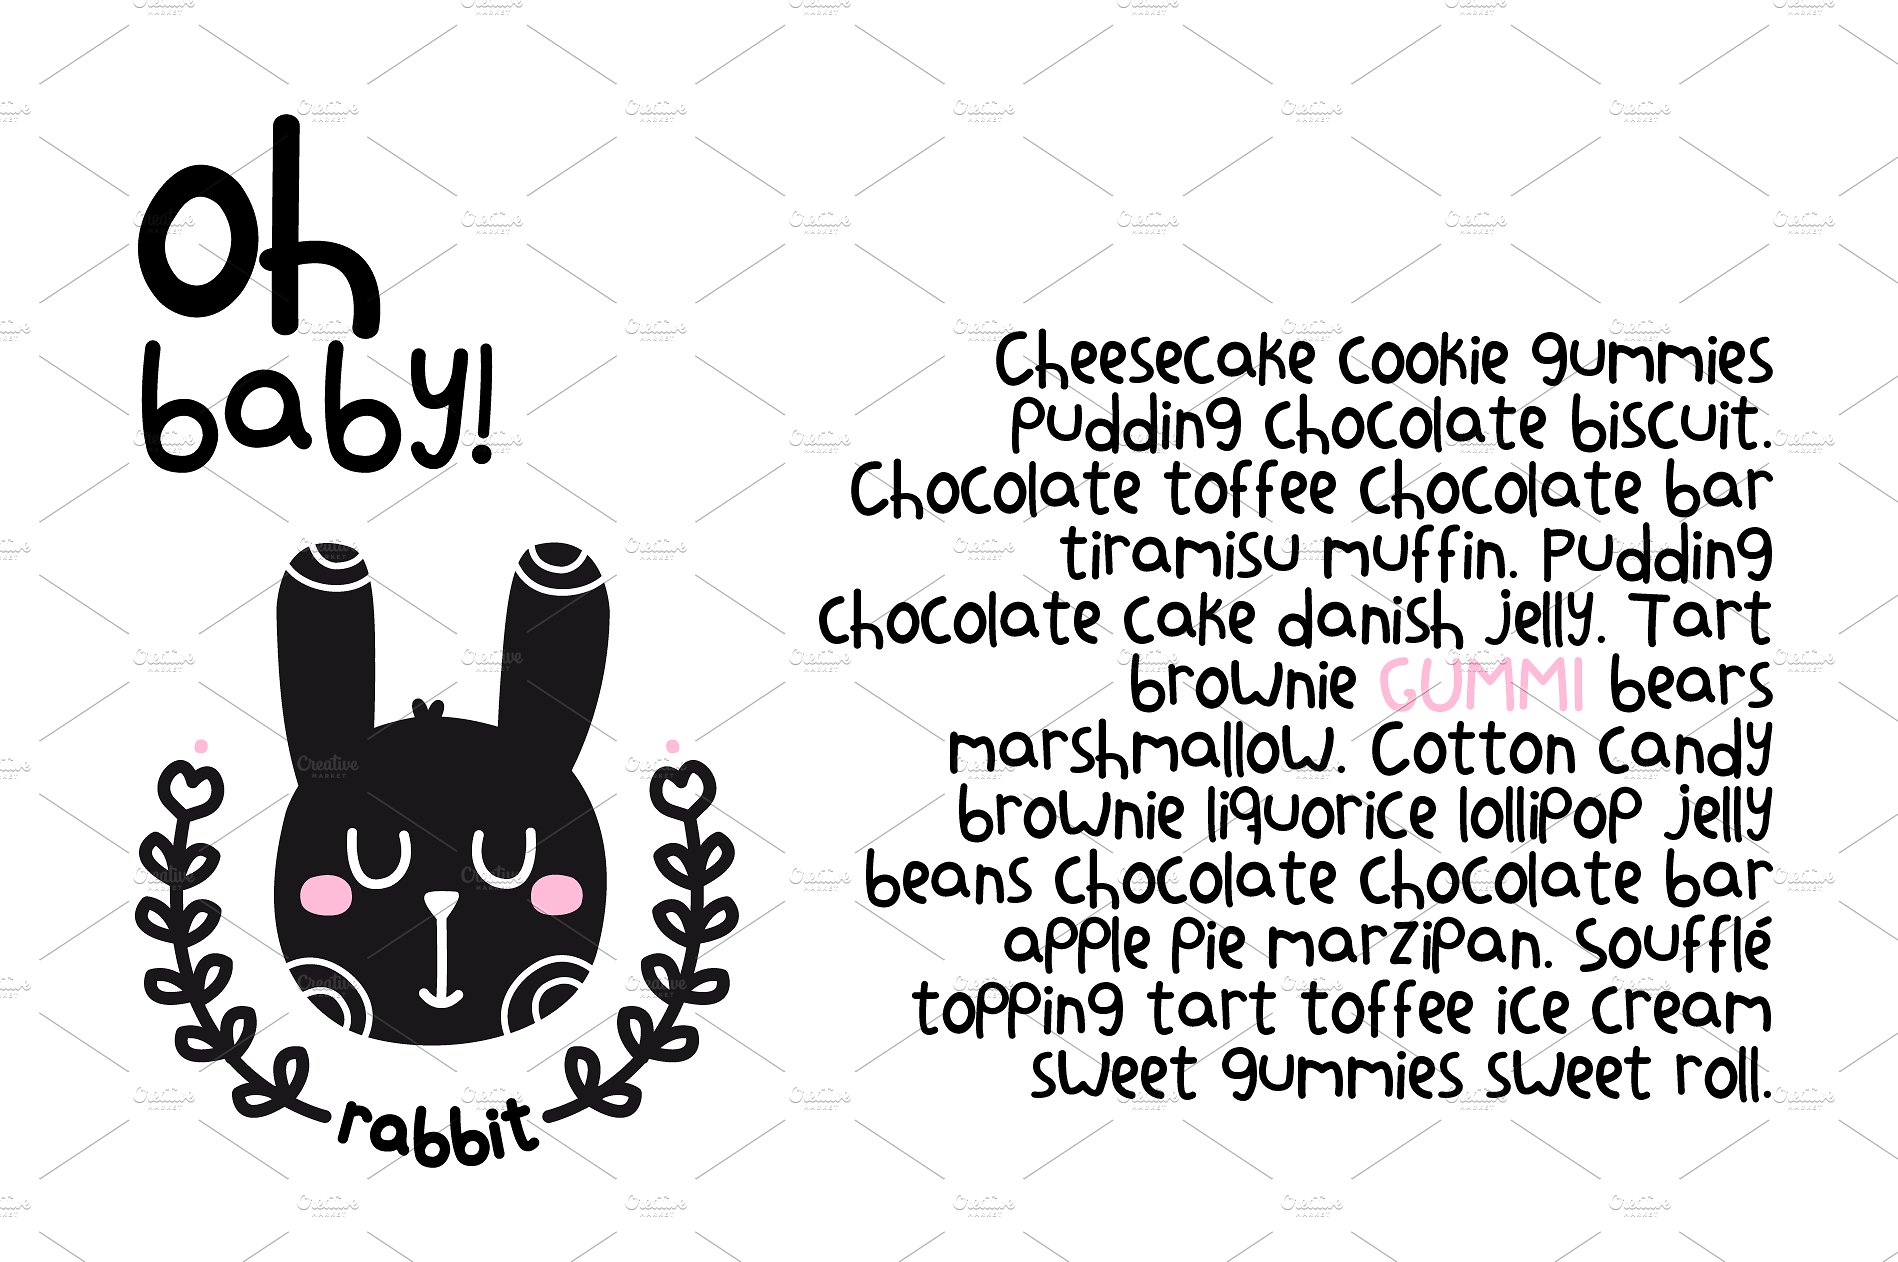 oh
baby!
rabbit
Cheesecake cookie gummies
pudding chocolate biscuit.
Chocolate toffee chocolate bar
tiramisu muffin. Pudding
chocolate cake danish jelly. Tart
brownie GUMMI bears
marshmallow. Cotton candy
brownie liquorice lollipop jelly
beans chocolate chocolate bar
apple pie marzipan. Soufflé
topping tart toffee ice cream
sweet gummies sweet roll.
Creative
MARKET